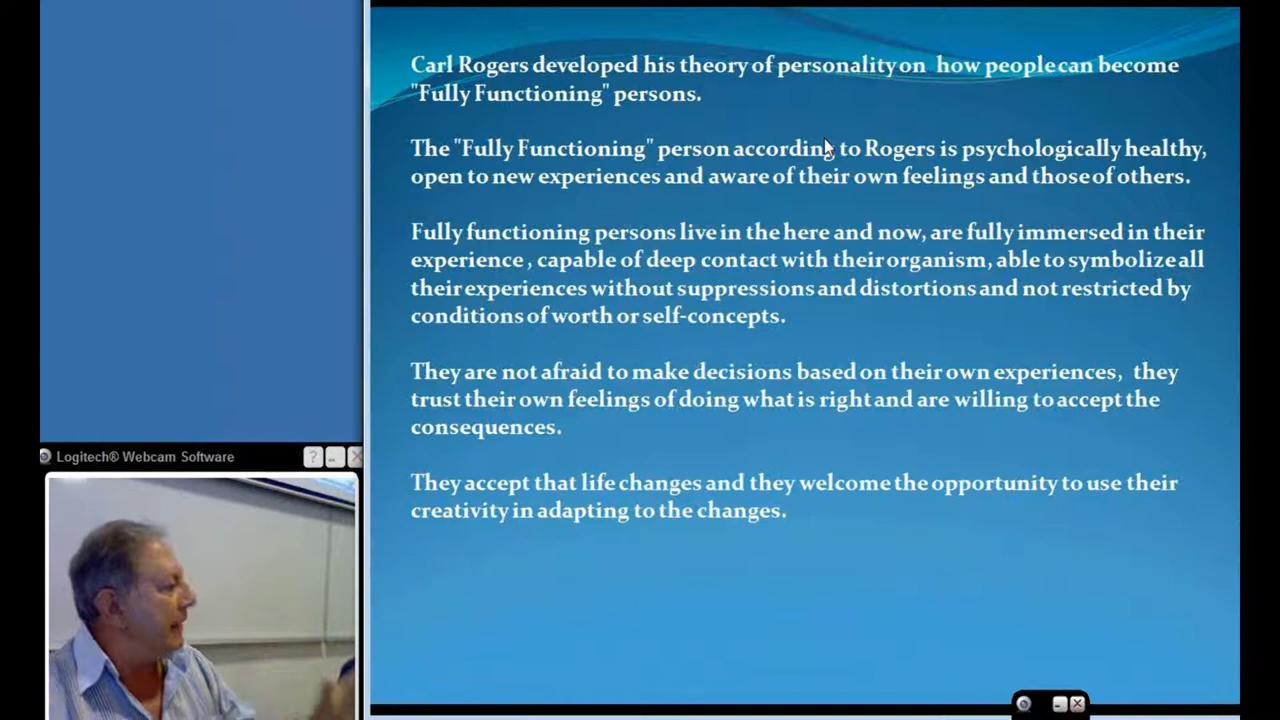 Carl Rogers developed his theory of personality on how people can become
"Fully Functioning" persons.
The "Fully Functioning" person according to Rogers is psychologically healthy,
open to new experiences and aware of their own feelings and those of others.
Fully functioning persons live in the here and now, are fully immersed in their
experience , capable of deep contact with their organism, able to symbolize all
their experiences without suppressions and distortions and not restricted by
conditions of worth or self-concepts.
They are not afraid to make decisions based on their own experiences, they
trust their own feelings of doing what is right and are willing to accept the
consequences.
They accept that life changes and they welcome the opportunity to use their
creativity in adapting to the changes.
Logitech® Webcam Software